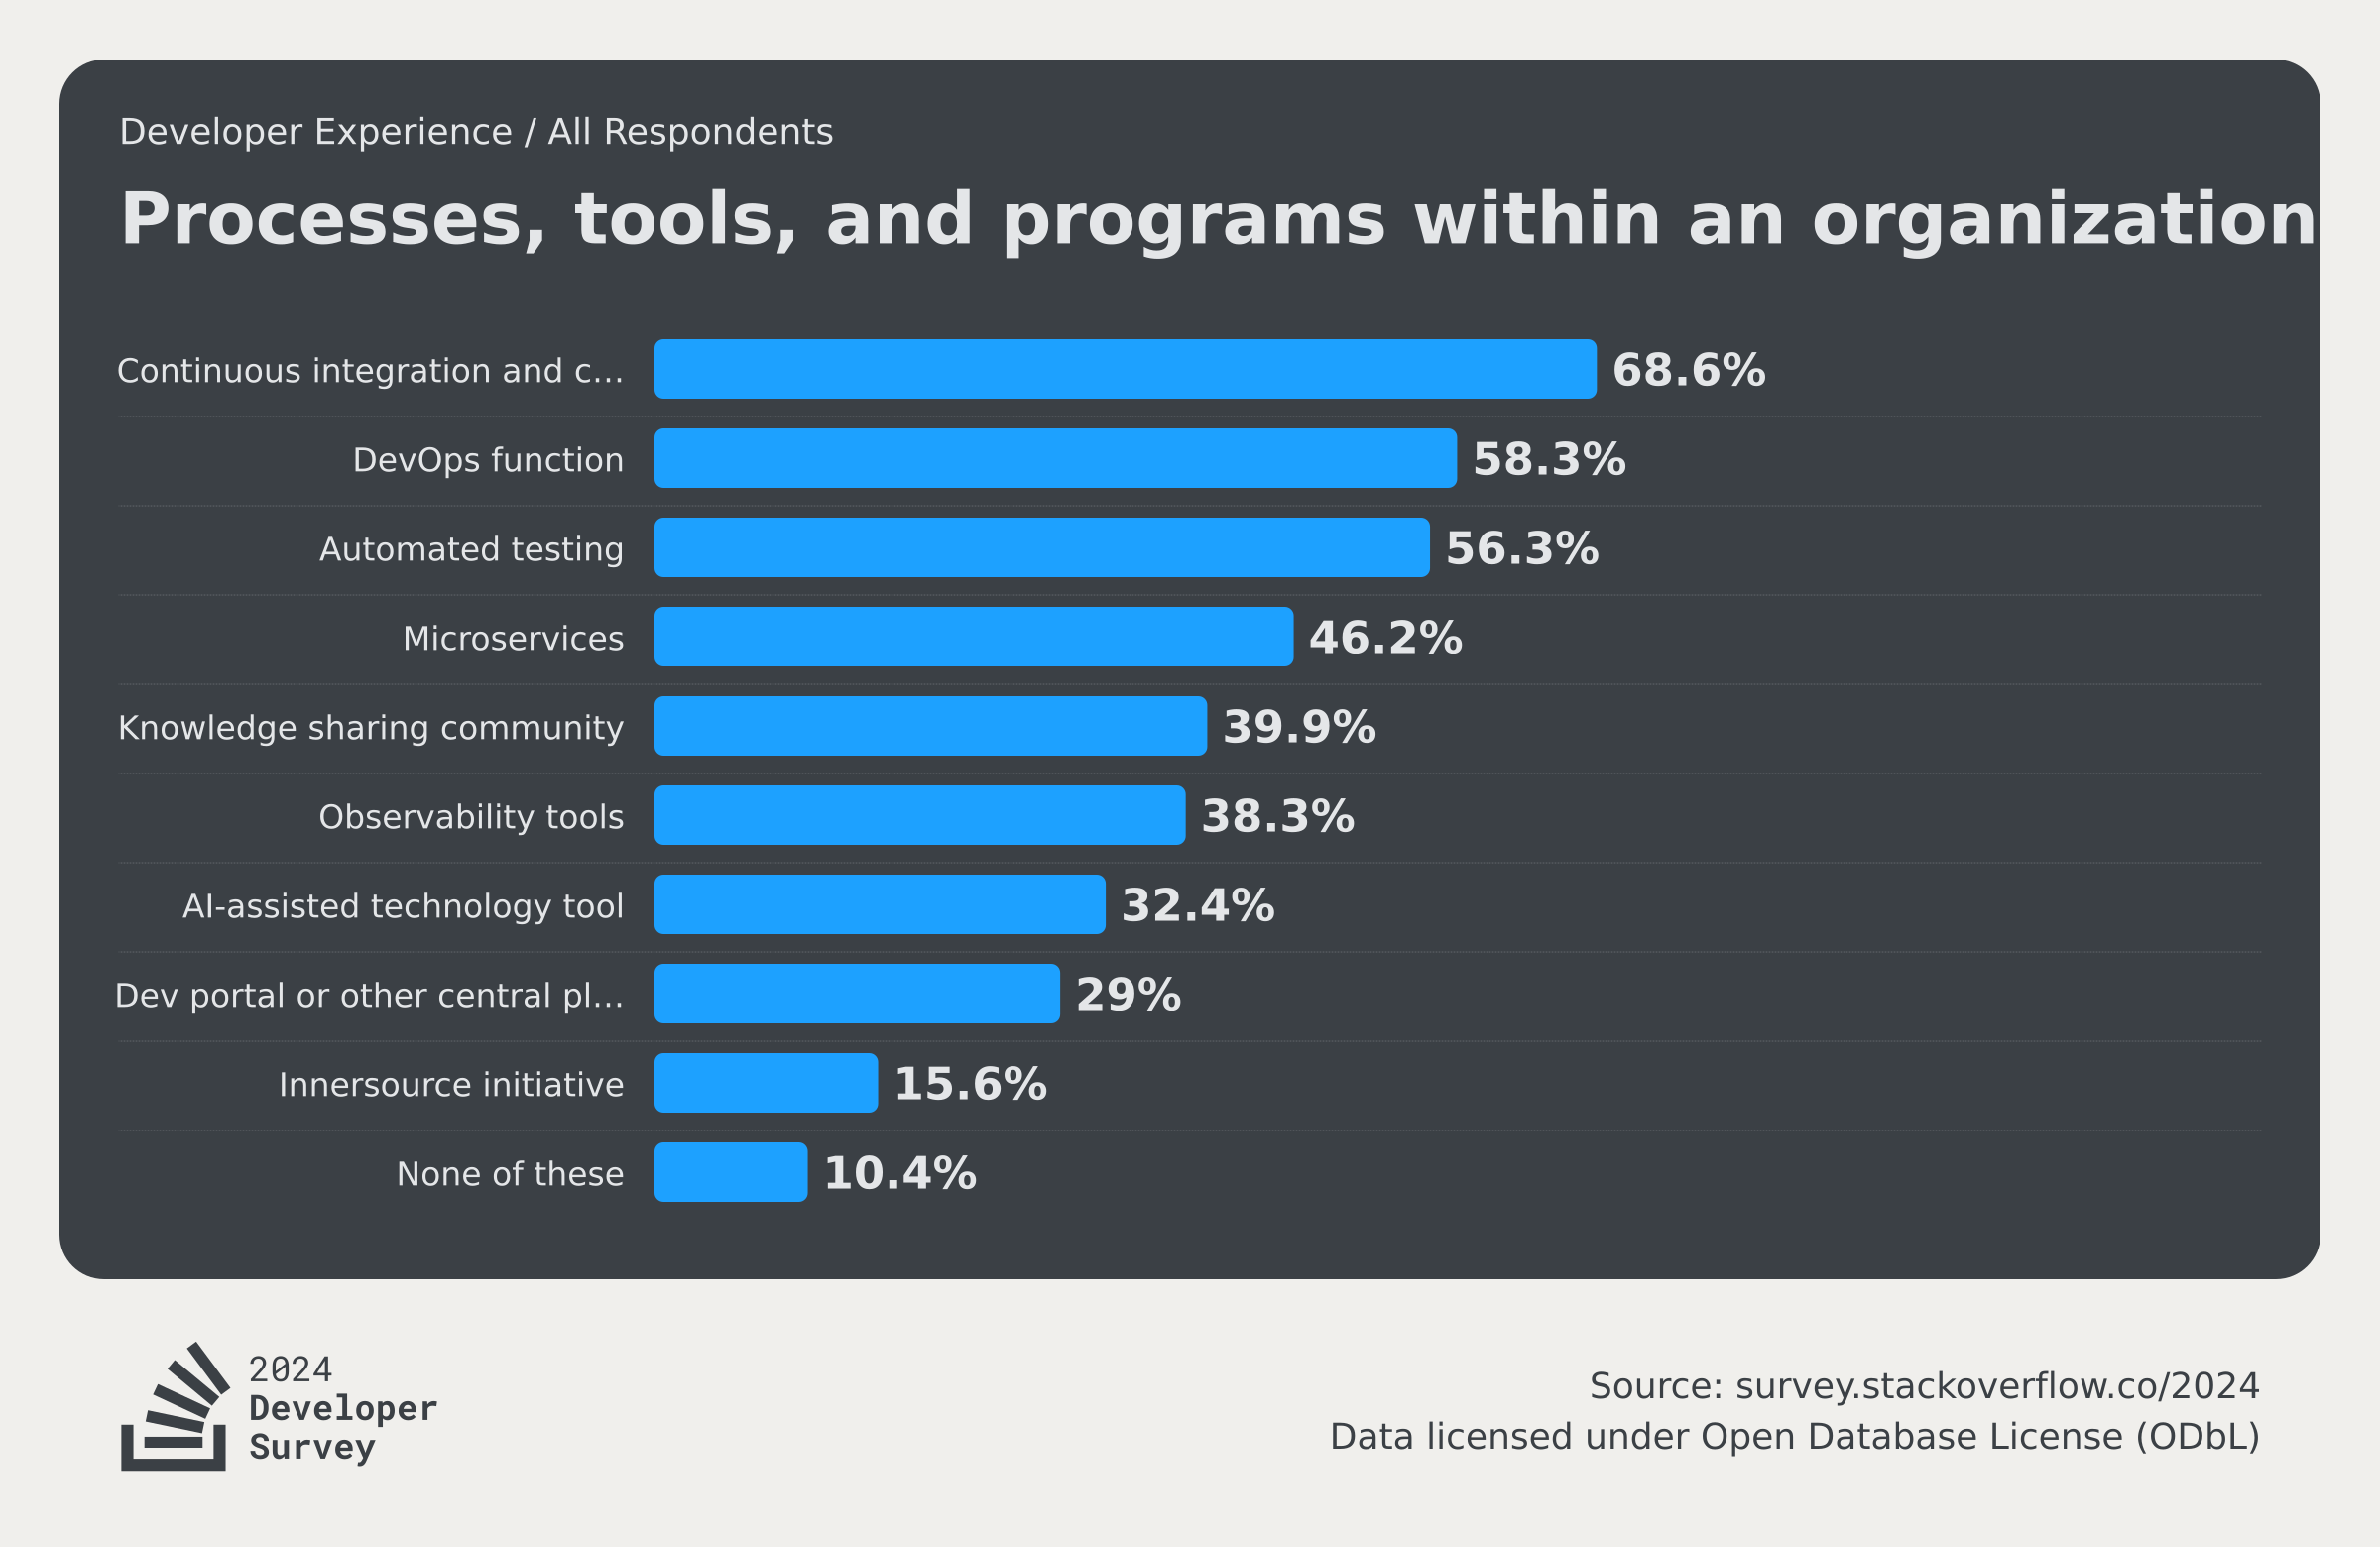 Developer Experience / All Respondents
Processes, tools, and programs within an organization
Continuous integration and c... 68.6%
DevOps function 58.3%
Automated testing 56.3%
Microservices 46.2%
Knowledge sharing community 39.9%
Observability tools 38.3%
AI-assisted technology tool 32.4%
Dev portal or other central pl... 29%
Innersource initiative 15.6%
None of these 10.4%
2024
Developer
Survey
Source: survey.stackoverflow.co/2024
Data licensed under Open Database License (ODbL)